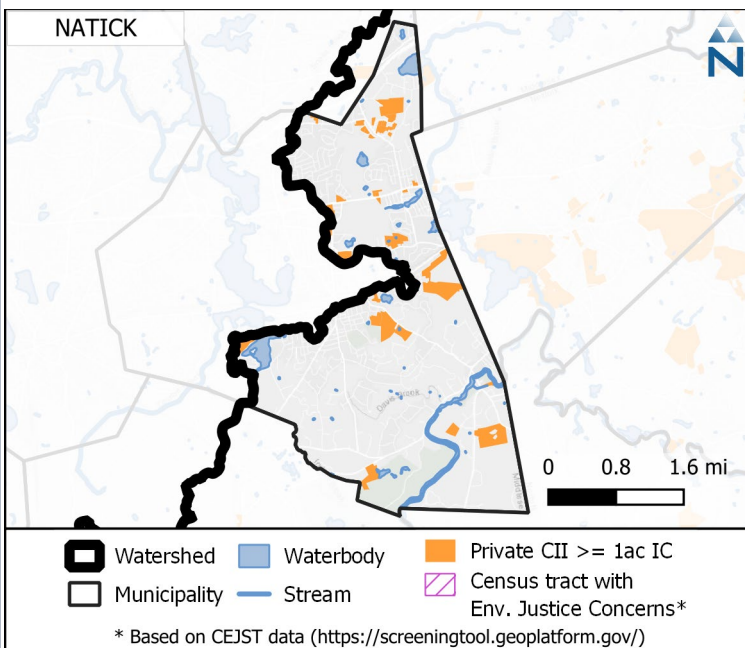 NATICK
N
0 0.8 1.6 mi
Watershed Waterbody Private CII >= 1ac IC
Municipality Stream Census tract with
Env. Justice Concerns*
* Based on CEJST data (https://screeningtool.geoplatform.gov/)